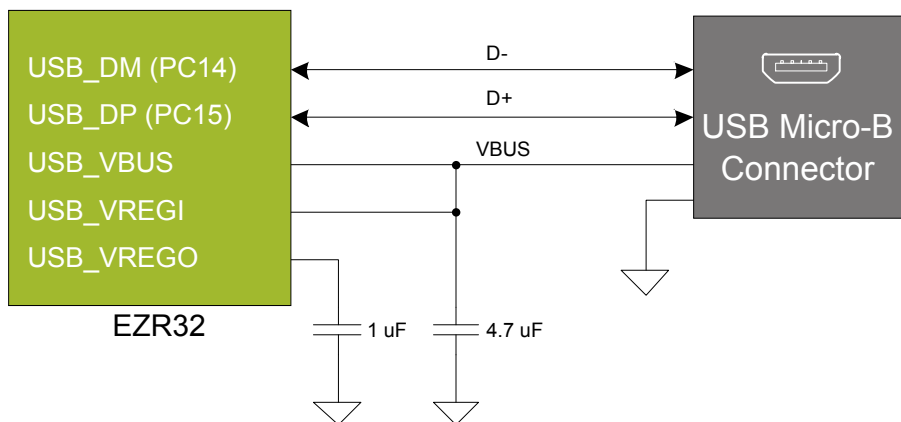 USB_DM (PC14)
USB_DP (PC15)
USB_VBUS
USB_VREGI
USB_VREGO
EZR32
D-
D+
VBUS
1 uF
4.7 uF
USB Micro-B
Connector